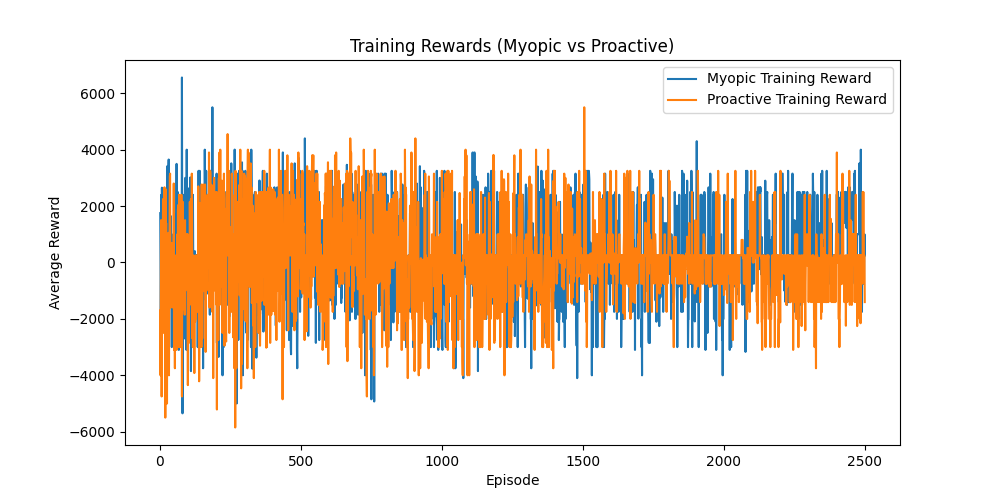 Training Rewards (Myopic vs Proactive)
Myopic Training Reward
Proactive Training Reward
Average Reward
6000
4000
2000
0
−2000
−4000
−6000
0
500
1000
1500
2000
2500
Episode